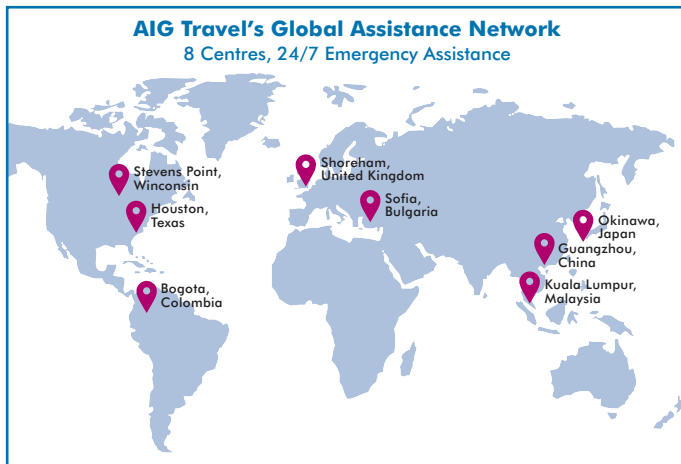 AIG Travel's Global Assistance Network
8 Centres, 24/7 Emergency Assistance
Stevens Point,
Winconsin
Houston,
Texas
Bogota,
Colombia
Shoreham,
United Kingdom
Sofia,
Bulgaria
Okinawa,
Japan
Guangzhou,
China
Kuala Lumpur,
Malaysia